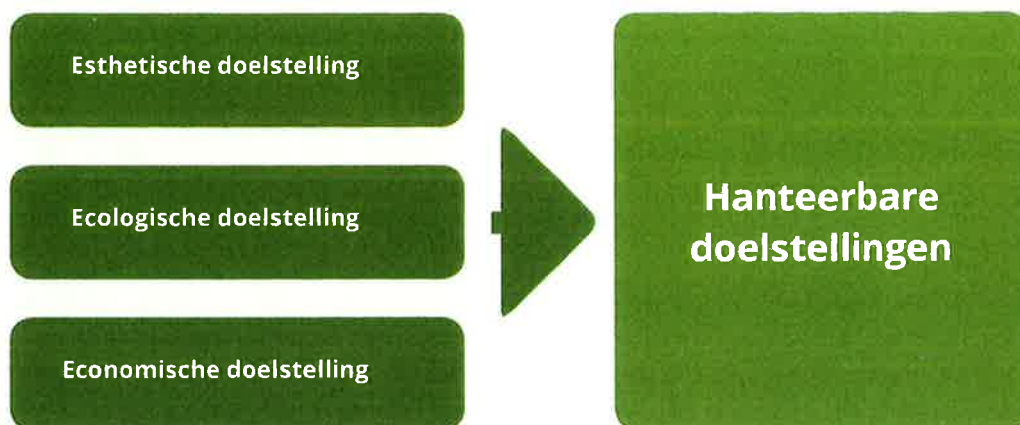 Esthetische doelstelling
Ecologische doelstelling
Economische doelstelling
Hanteerbare
doelstellingen